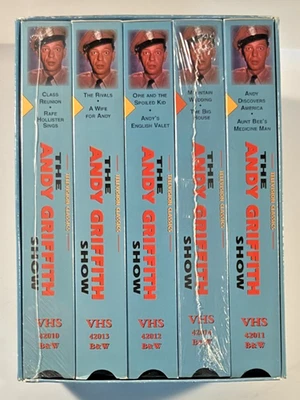 CLASS
REUNION
•
RAFE
HOLLISTER
SINGS
THE
ANDY GRIFFITH
SHOW
VHS
42010
B&W
THE RIVALS
•
A WIFE
FOR ANDY
THE
ANDY GRIFFITH
SHOW
VHS
42013
B&W
OPIE AND THE
SPOILED KID
•
ANDY'S
ENGLISH VALET
THE
ANDY GRIFFITH
SHOW
VHS
42012
B&W
MOUNTAIN
WEDDING
•
THE BIG
HOUSE
THE
ANDY GRIFFITH
SHOW
VHS
B&W
ANDY
DISCOVERS
AMERICA
•
AUNT BEE'S
MEDICINE MAN
THE
ANDY GRIFFITH
SHOW
VHS
42011
B&W